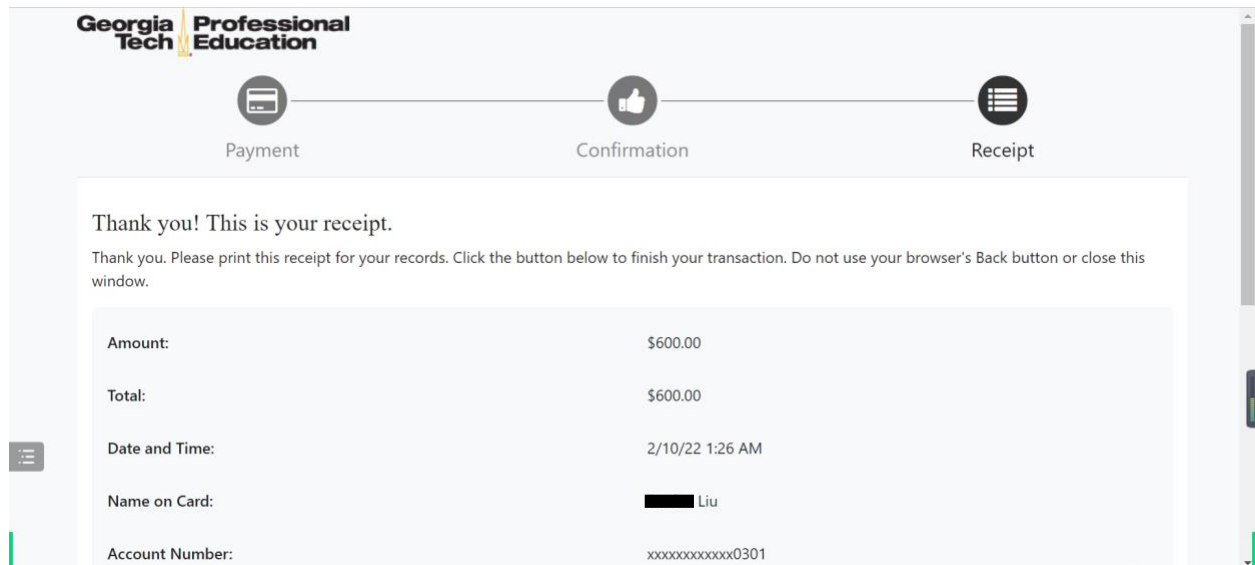 Georgia Professional
Tech Education
Payment
Confirmation
Receipt
Thank you! This is your receipt.
Thank you. Please print this receipt for your records. Click the button below to finish your transaction. Do not use your browser's Back button or close this
window.
Amount: $600.00
Total: $600.00
Date and Time: 2/10/22 1:26 AM
Name on Card: Liu
Account Number: xxxxxxxxxxxx0301